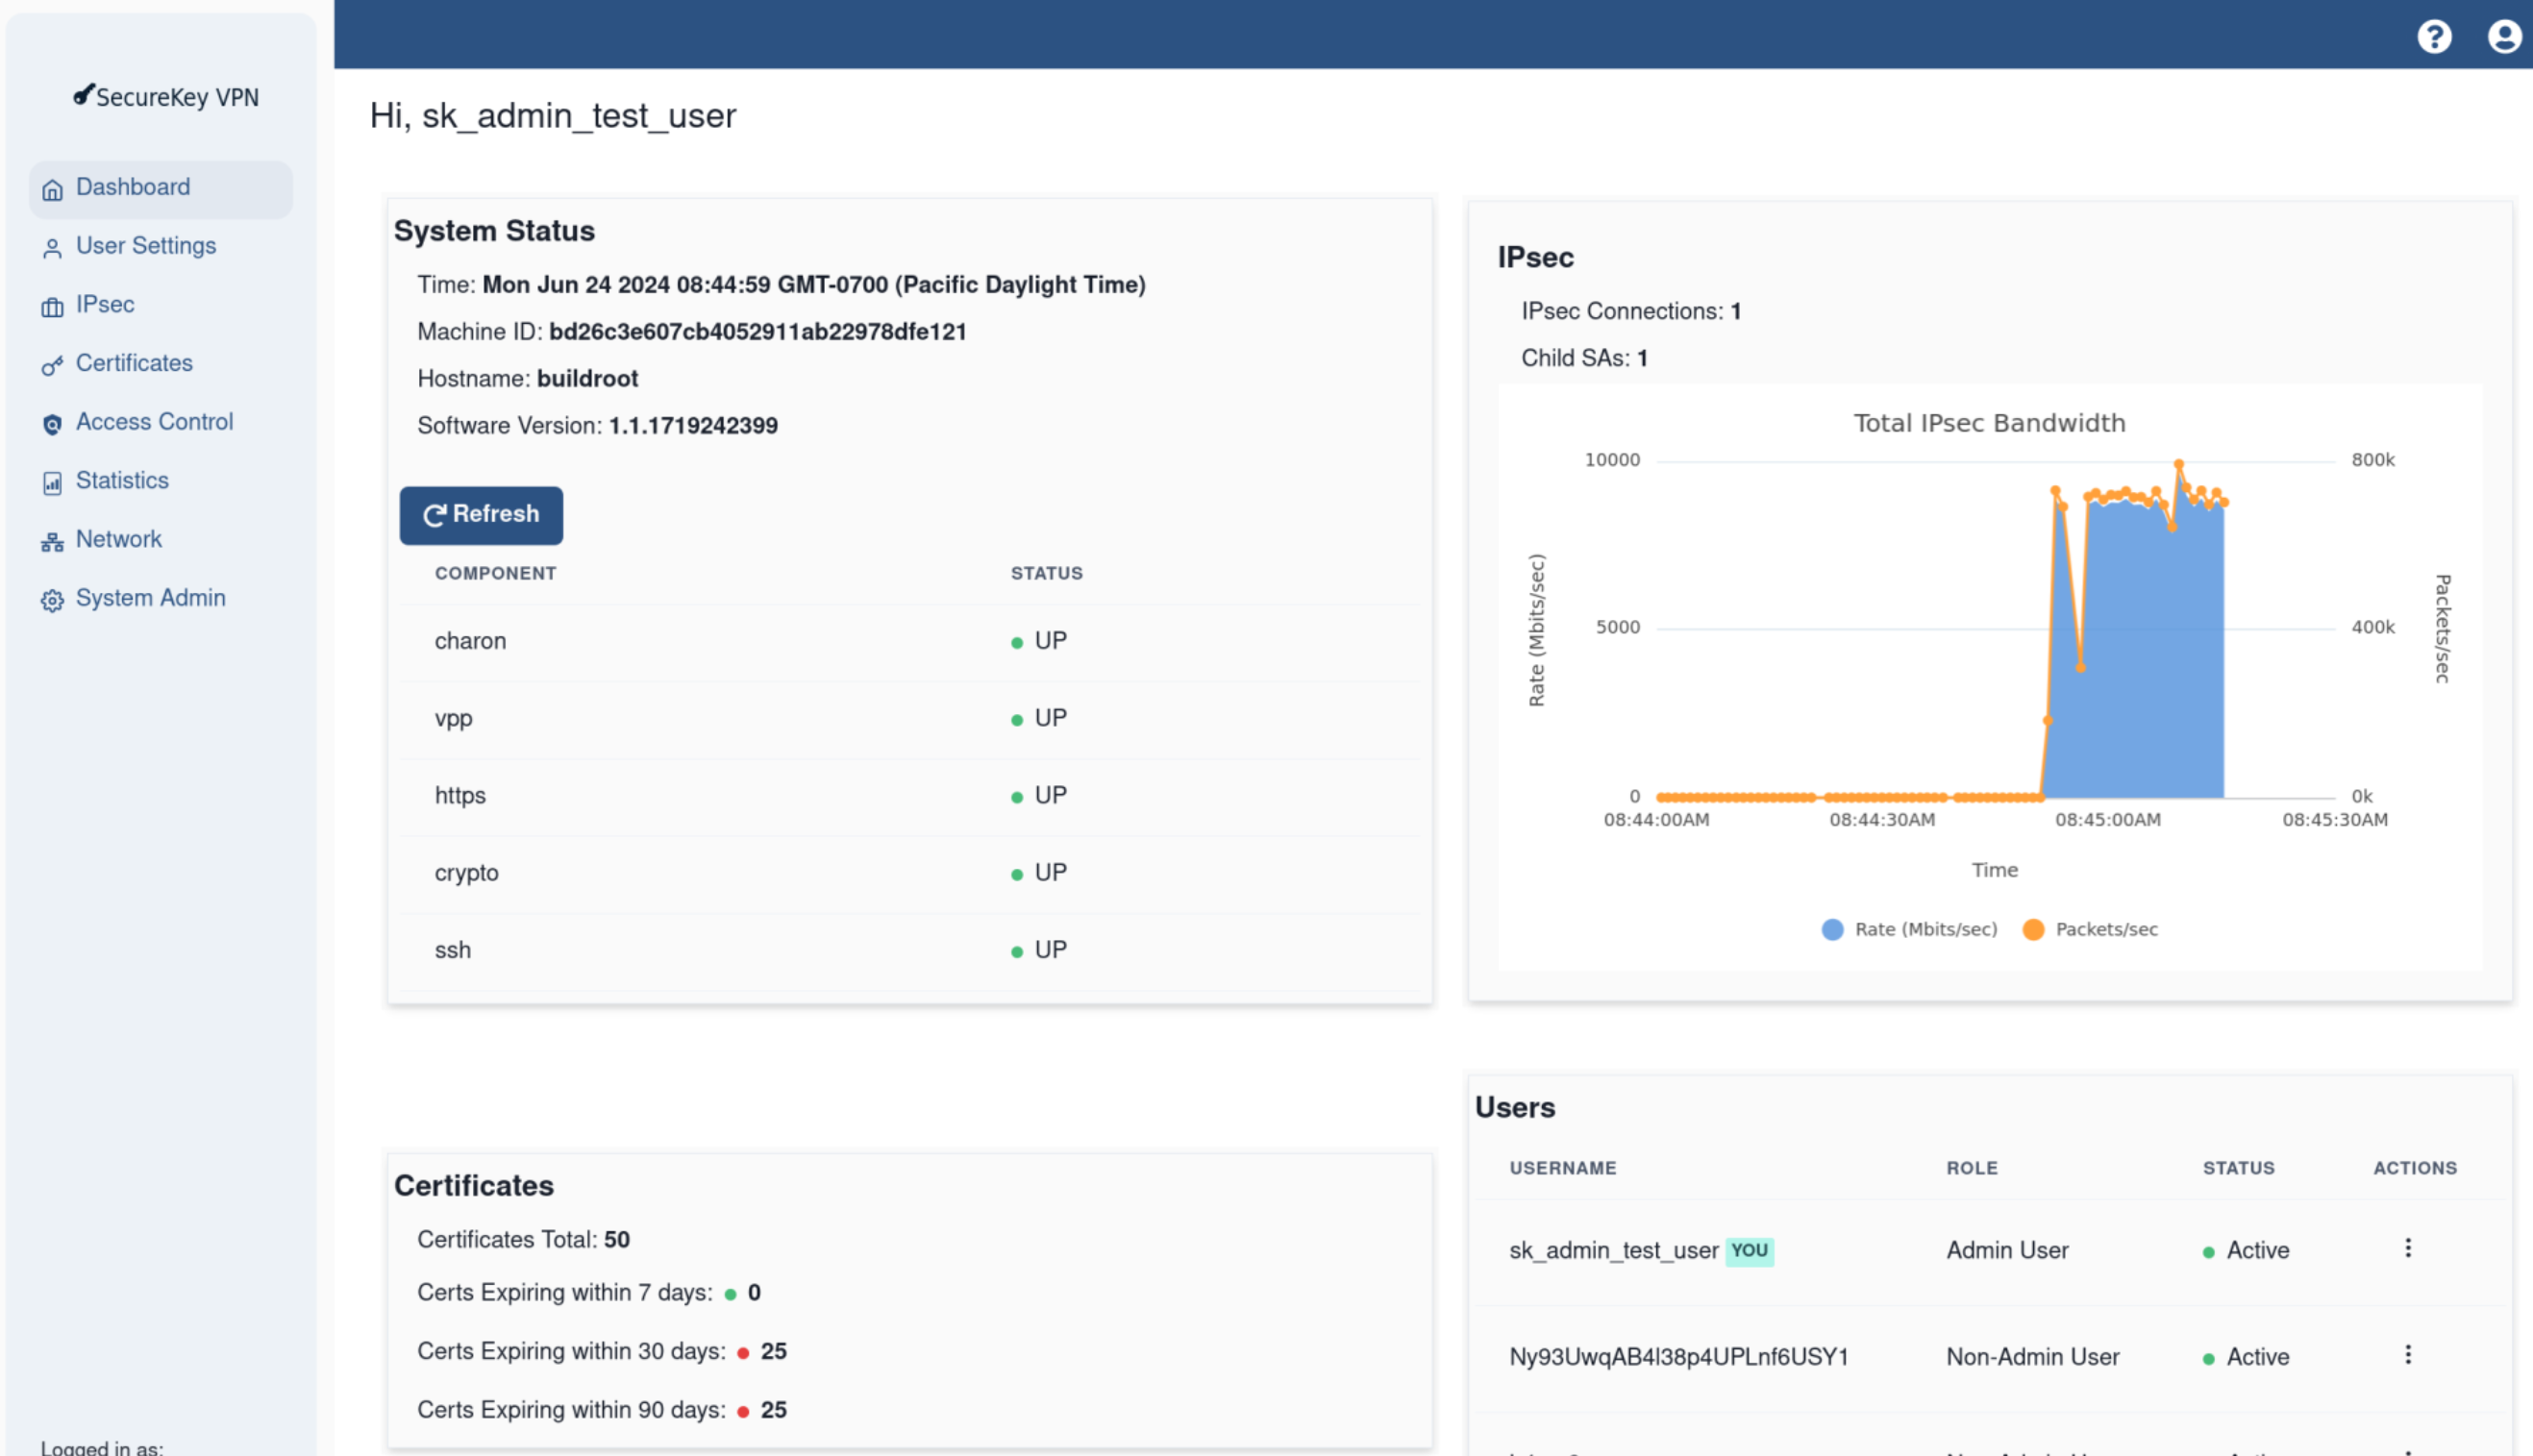 SecureKey VPN
Dashboard
User Settings
IPsec
Certificates
Access Control
Statistics
Network
System Admin
Logged in as:
Hi, sk_admin_test_user
System Status
Time: Mon Jun 24 2024 08:44:59 GMT-0700 (Pacific Daylight Time)
Machine ID: bd26c3e607cb4052911ab22978dfe121
Hostname: buildroot
Software Version: 1.1.1719242399
Refresh
COMPONENT STATUS
charon UP
vpp UP
https UP
crypto UP
ssh UP
IPsec
IPsec Connections: 1
Child SAs: 1
Total IPsec Bandwidth
10000 800k
5000 400k
0 0k
Rate (Mbits/sec)
Packets/sec
08:44:00AM 08:44:30AM 08:45:00AM 08:45:30AM
Time
Rate (Mbits/sec) Packets/sec
Certificates
Certificates Total: 50
Certs Expiring within 7 days: 0
Certs Expiring within 30 days: 25
Certs Expiring within 90 days: 25
Users
USERNAME ROLE STATUS ACTIONS
sk_admin_test_user YOU Admin User Active
Ny93UwqAB4l38p4UPLnf6USY1 Non-Admin User Active